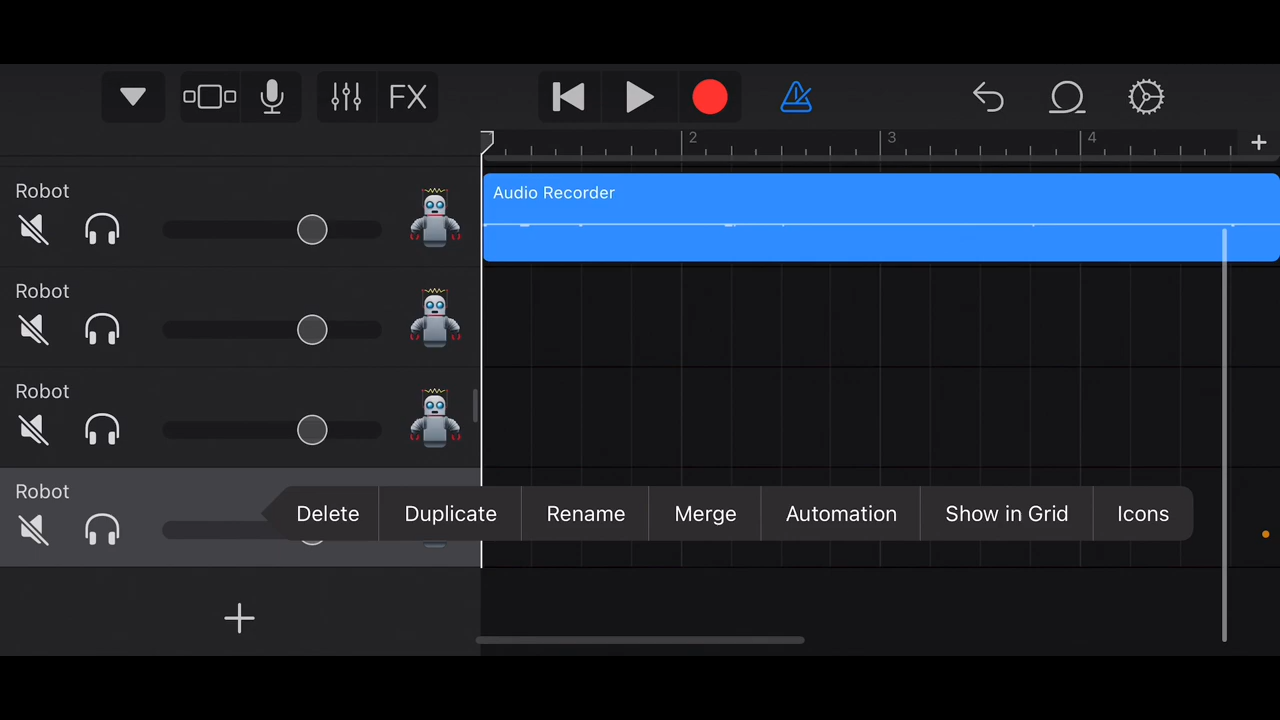 FX
2 3 4
Robot
Audio Recorder
Robot
Robot
Robot
Delete Duplicate Rename Merge Automation Show in Grid Icons